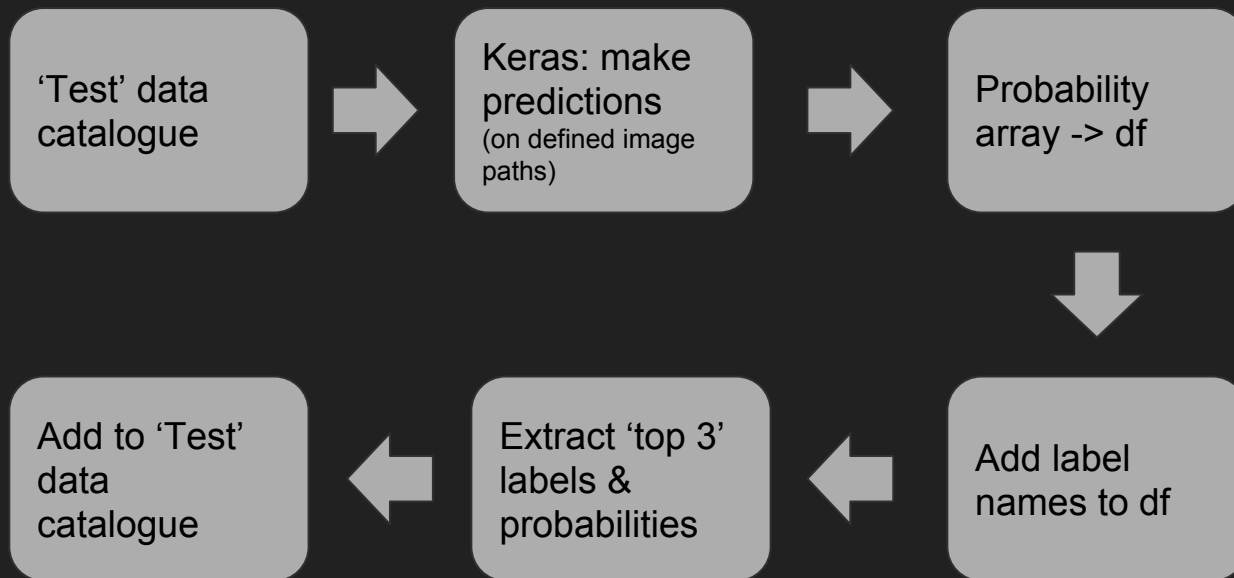 ‘Test’ data
catalogue
Keras: make
predictions
(on defined image
paths)
Probability
array -> df
Add label
names to df
Extract ‘top 3’
labels &
probabilities
Add to ‘Test’
data
catalogue